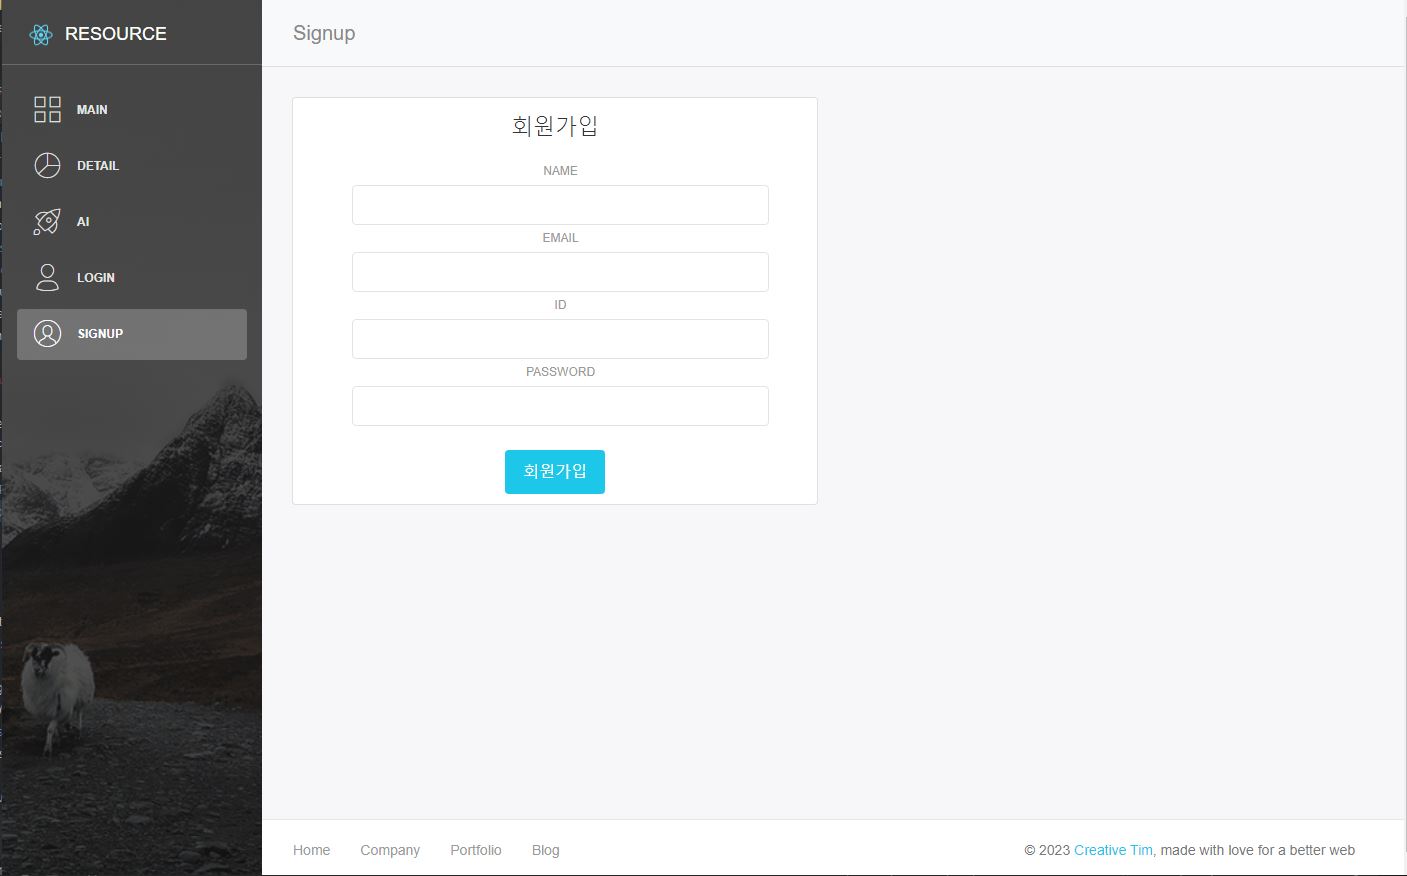 RESOURCE
MAIN
DETAIL
AI
LOGIN
SIGNUP
Signup
회원가입
NAME
EMAIL
ID
PASSWORD
회원가입
Home Company Portfolio Blog
© 2023 Creative Tim, made with love for a better web